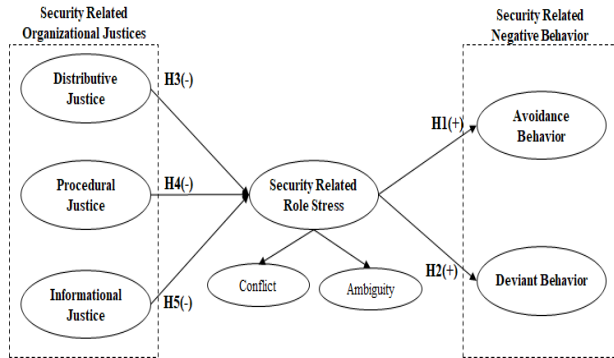 Security Related
Organizational Justices
Distributive
Justice
Procedural
Justice
Informational
Justice
H3(-)
H4(-)
H5(-)
Security Related
Role Stress
Conflict
Ambiguity
H1(+)
H2(+)
Security Related
Negative Behavior
Avoidance
Behavior
Deviant Behavior